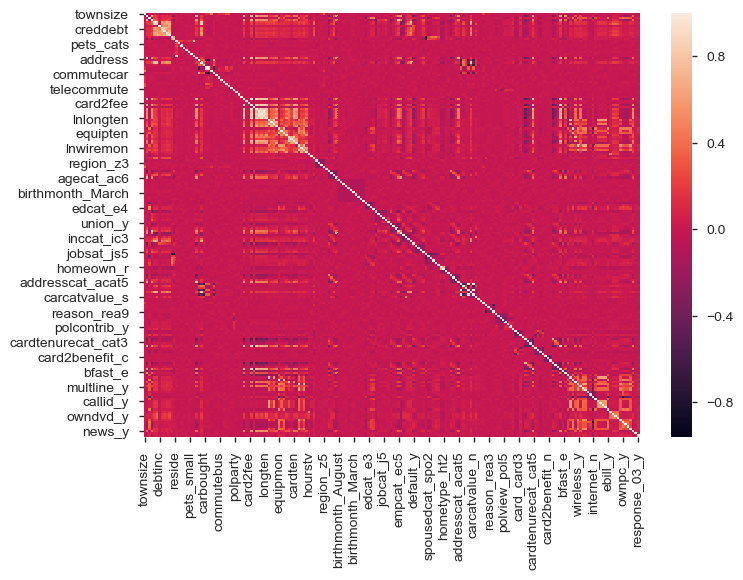 townsize
creddebt
pets_cats
address
commutecar
telecommute
card2fee
lnlongten
equipten
lnwiremon
region_z3
agecat_ac6
birthmonth_March
edcat_e4
union_y
inccat_ic3
jobsat_js5
homeown_r
addresscat_acat5
carcatvalue_s
reason_rea9
polcontrib_y
cardtenurecat_cat3
card2benefit_c
bfast_e
multline_y
callid_y
owndvd_y
news_y
0.8
0.4
0.0
−0.4
−0.8
townsize
debtinc
reside
pets_small
carbought
commutebus
polparty
card2fee
longten
equipmon
cardten
hourstv
region_z5
birthmonth_August
birthmonth_March
edcat_e3
jobcat_j5
empcat_ec5
default_y
spousedcat_spo2
hometype_ht2
addresscat_acat5
carcatvalue_n
reason_rea3
polview_pol5
card_card3
cardtenurecat_cat5
card2benefit_n
bfast_e
wireless_y
internet_n
ebill_y
ownpc_y
response_03_y